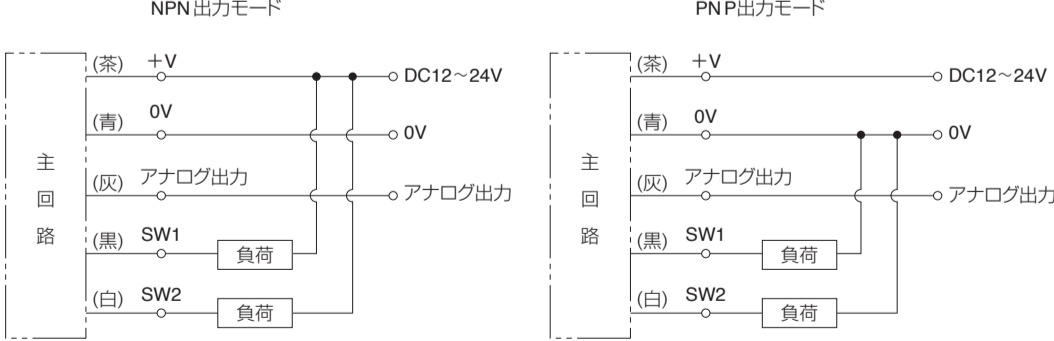 NPN出力モード
(茶) +V DC12～24V
(青) 0V 0V
(灰) アナログ出力 アナログ出力
(黒) SW1 負荷
(白) SW2 負荷
主回路
PNP出力モード
(茶) +V DC12～24V
(青) 0V 0V
(灰) アナログ出力 アナログ出力
(黒) SW1 負荷
(白) SW2 負荷
主回路